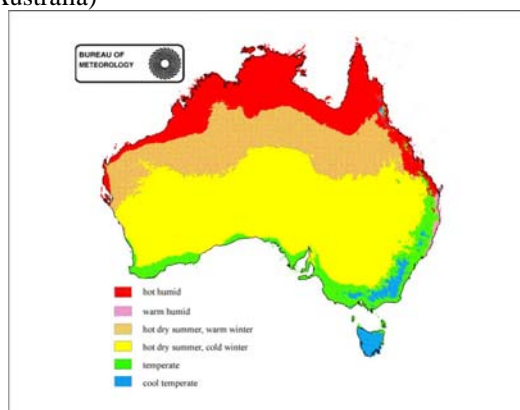 Australia)
BUREAU OF
METEOROLOGY
hot humid
warm humid
hot dry summer, warm winter
hot dry summer, cold winter
temperate
cool temperate